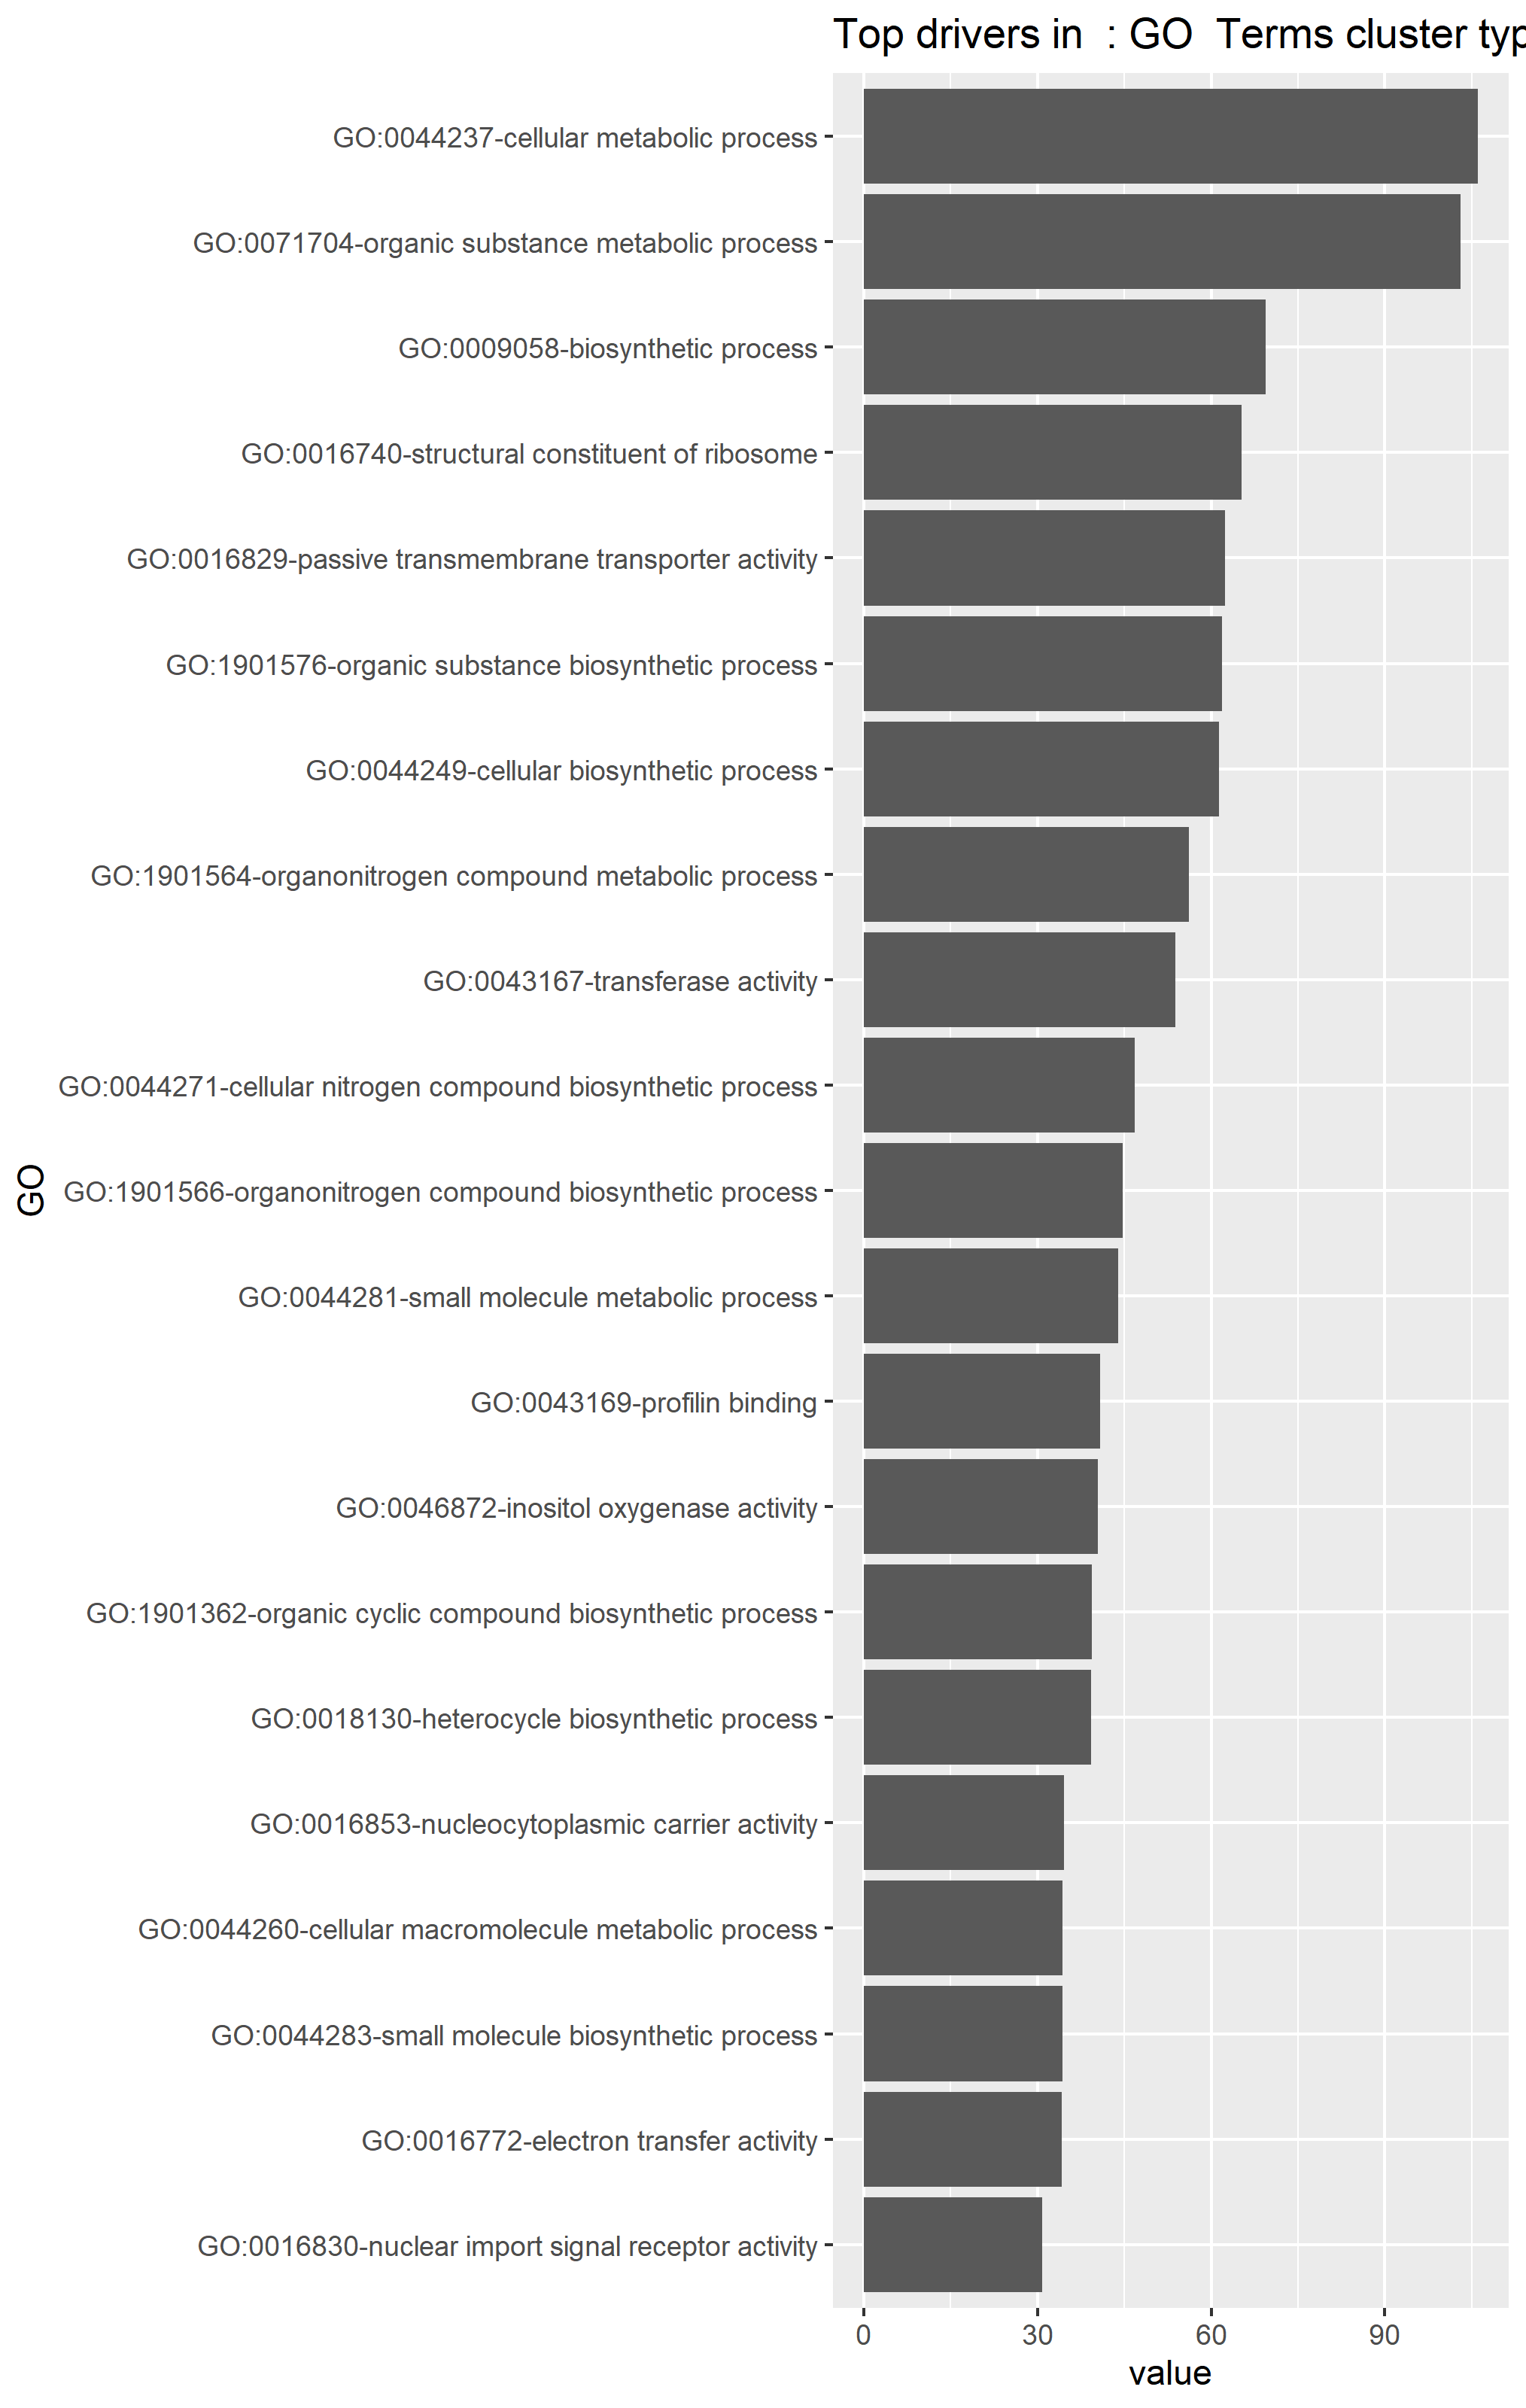 Top drivers in  : GO  Terms cluster typ
GO:0044237-cellular metabolic process
GO:0071704-organic substance metabolic process
GO:0009058-biosynthetic process
GO:0016740-structural constituent of ribosome
GO:0016829-passive transmembrane transporter activity
GO:1901576-organic substance biosynthetic process
GO:0044249-cellular biosynthetic process
GO:1901564-organonitrogen compound metabolic process
GO:0043167-transferase activity
GO:0044271-cellular nitrogen compound biosynthetic process
GO:1901566-organonitrogen compound biosynthetic process
GO:0044281-small molecule metabolic process
GO:0043169-profilin binding
GO:0046872-inositol oxygenase activity
GO:1901362-organic cyclic compound biosynthetic process
GO:0018130-heterocycle biosynthetic process
GO:0016853-nucleocytoplasmic carrier activity
GO:0044260-cellular macromolecule metabolic process
GO:0044283-small molecule biosynthetic process
GO:0016772-electron transfer activity
GO:0016830-nuclear import signal receptor activity
GO
0 30 60 90
value